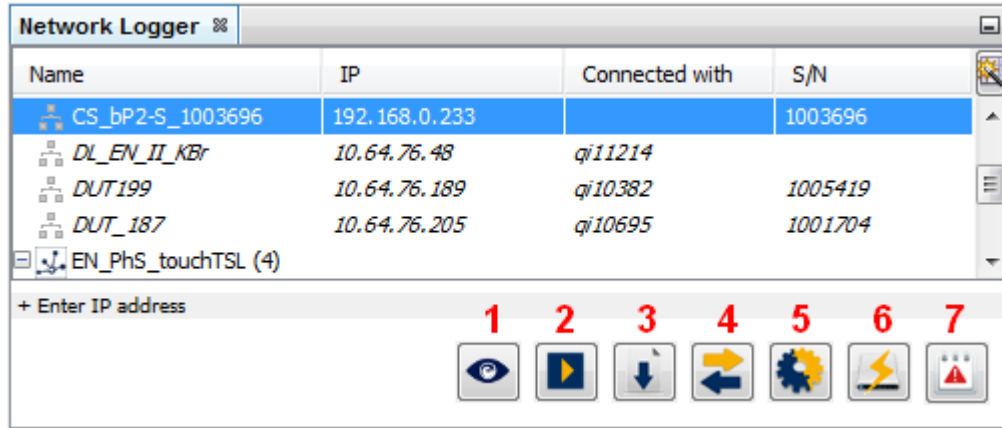 Network Logger
Name IP Connected with S/N
CS_bP2-S_1003696 192.168.0.233 1003696
DL_EN_II_KBr 10.64.76.48 qi11214
DUT199 10.64.76.189 qi10382 1005419
DUT_187 10.64.76.205 qi10695 1001704
EN_PhS_touchTSL (4)
+ Enter IP address
1 2 3 4 5 6 7